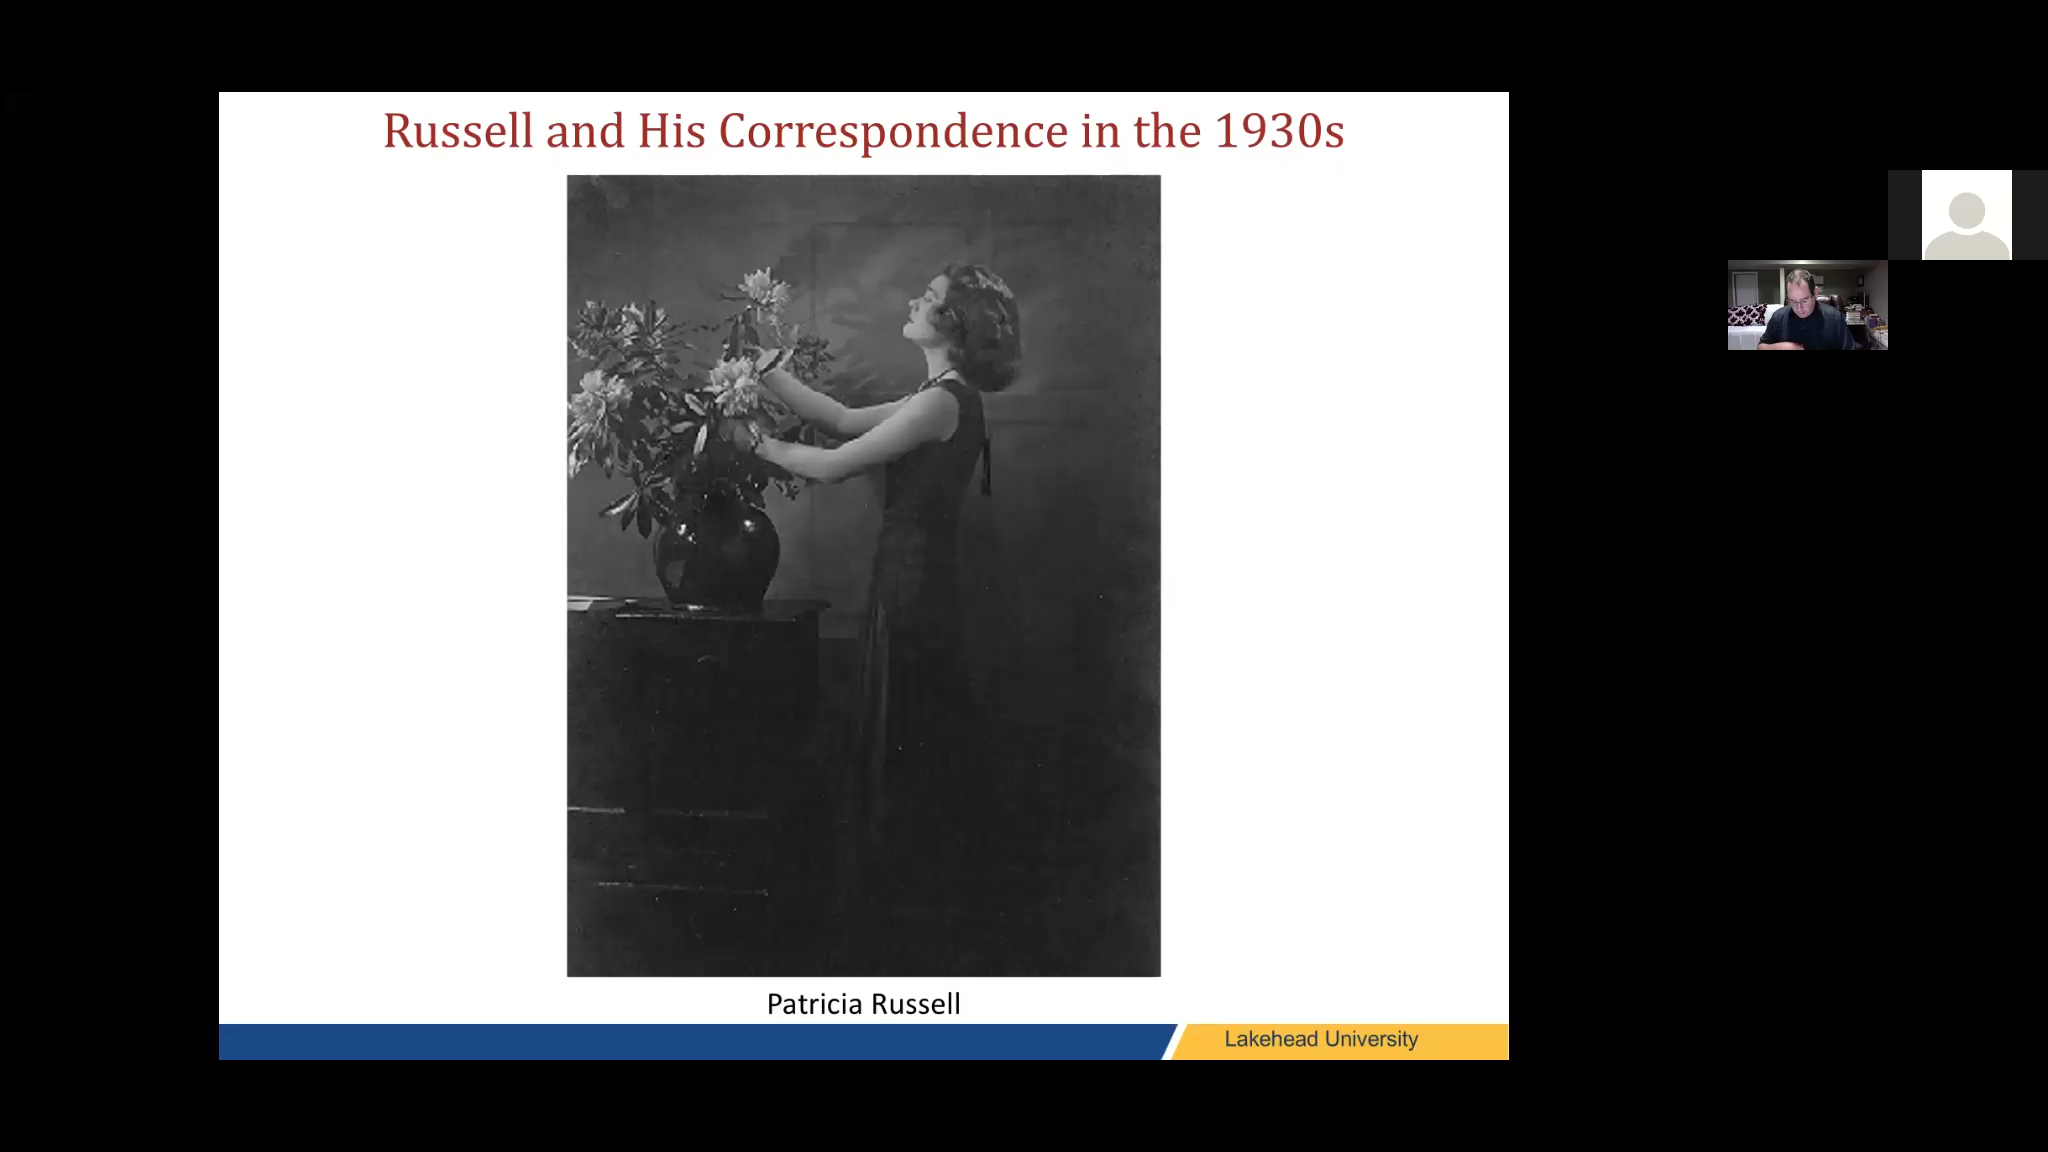 Russell and His Correspondence in the 1930s
Patricia Russell
Lakehead University